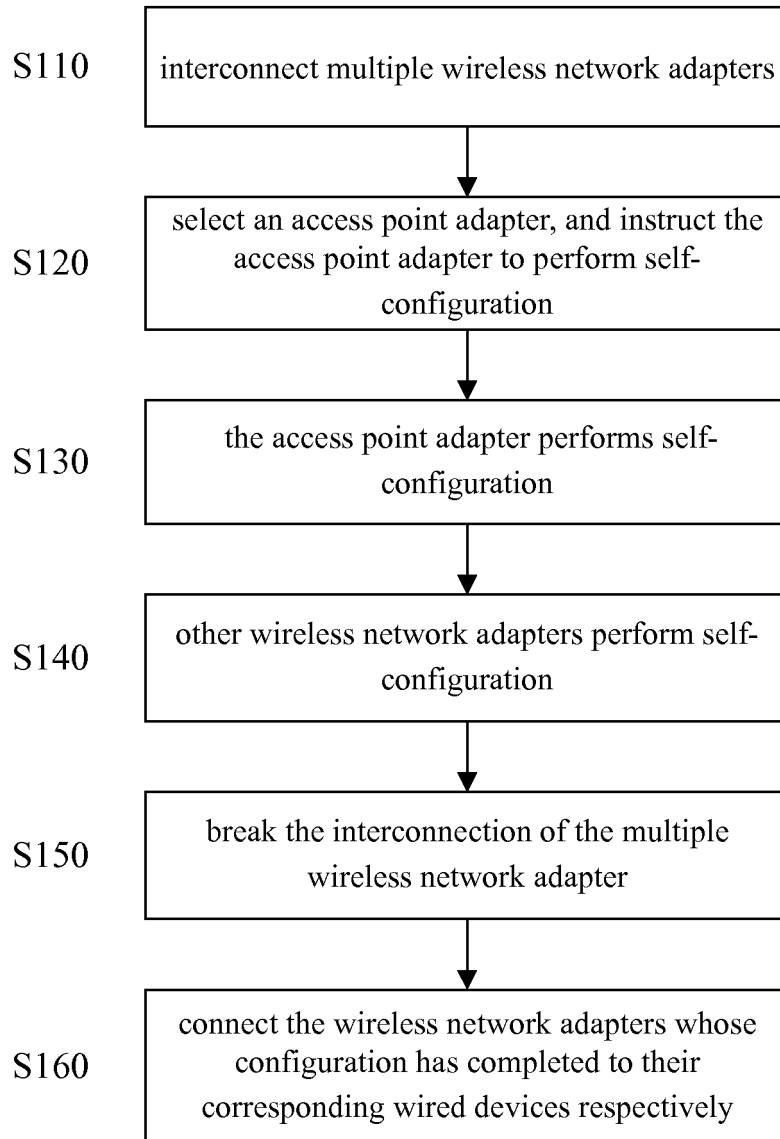 S110
interconnect multiple wireless network adapters
S120
select an access point adapter, and instruct the
access point adapter to perform self-
configuration
S130
the access point adapter performs self-
configuration
S140
other wireless network adapters perform self-
configuration
S150
break the interconnection of the multiple
wireless network adapter
S160
connect the wireless network adapters whose
configuration has completed to their
corresponding wired devices respectively